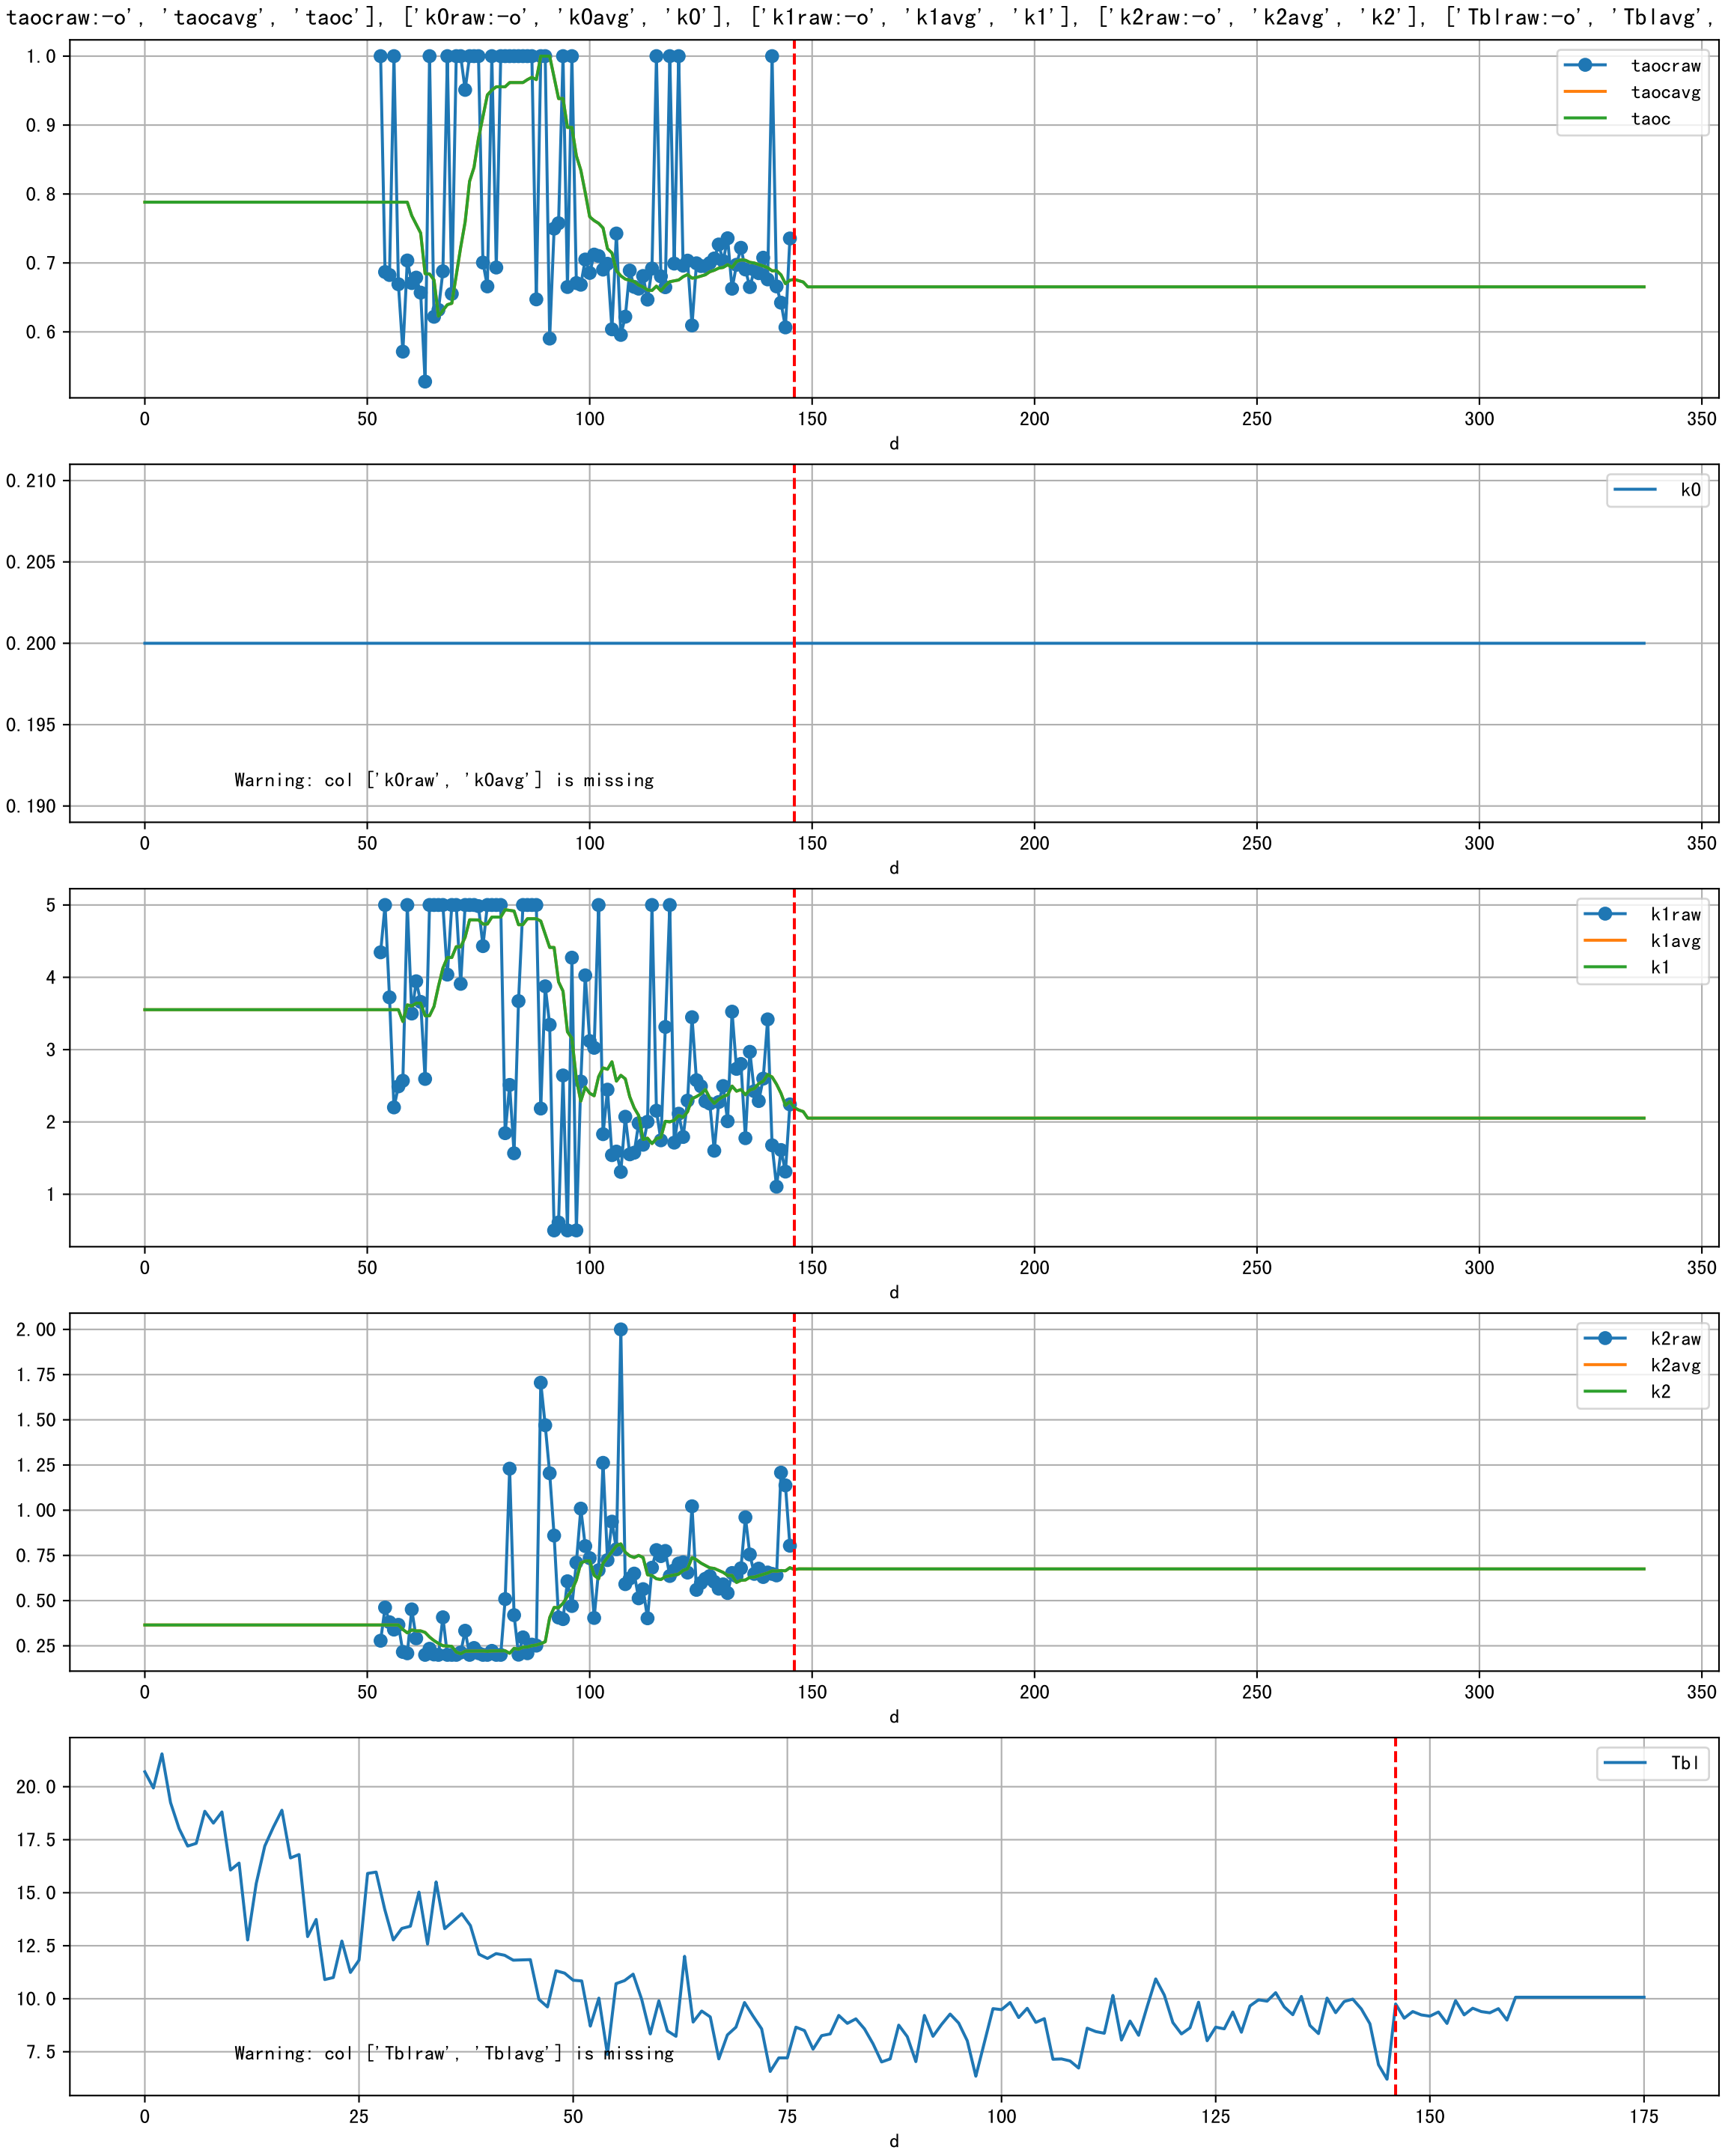 taocraw:-o', 'taocavg', 'taoc'], ['k0raw:-o', 'k0avg', 'k0'], ['k1raw:-o', 'k1avg', 'k1'], ['k2raw:-o', 'k2avg', 'k2'], ['Tblraw:-o', 'Tblavg',
1.0
0.9
0.8
0.7
0.6
taocraw
taocavg
taoc
0 50 100 150 200 250 300 350
d
0.210
0.205
0.200
0.195
0.190
k0
Warning: col ['k0raw', 'k0avg'] is missing
0 50 100 150 200 250 300 350
d
5
4
3
2
1
k1raw
k1avg
k1
0 50 100 150 200 250 300 350
d
2.00
1.75
1.50
1.25
1.00
0.75
0.50
0.25
k2raw
k2avg
k2
0 50 100 150 200 250 300 350
d
20.0
17.5
15.0
12.5
10.0
7.5
Tbl
Warning: col ['Tblraw', 'Tblavg'] is missing
0 25 50 75 100 125 150 175
d